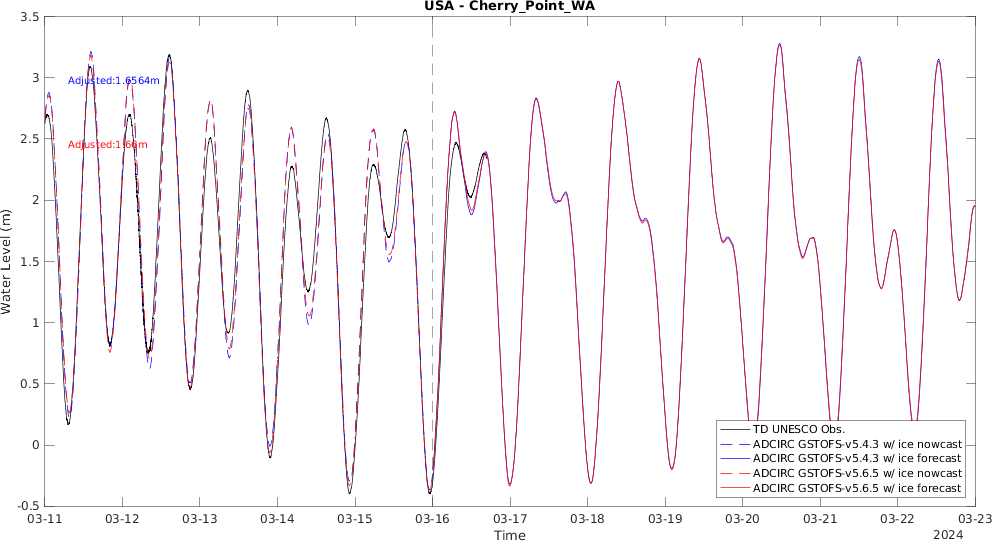 USA - Cherry_Point_WA
3.5
3
2.5
2
1.5
1
0.5
0
-0.5
Water Level (m)
Adjusted:1.6564m
Adjusted:1.66m
TD UNESCO Obs.
ADCIRC GSTOFS-v5.4.3 w/ ice nowcast
ADCIRC GSTOFS-v5.4.3 w/ ice forecast
ADCIRC GSTOFS-v5.6.5 w/ ice nowcast
ADCIRC GSTOFS-v5.6.5 w/ ice forecast
03-11 03-12 03-13 03-14 03-15 03-16 03-17 03-18 03-19 03-20 03-21 03-22 03-23
Time
2024